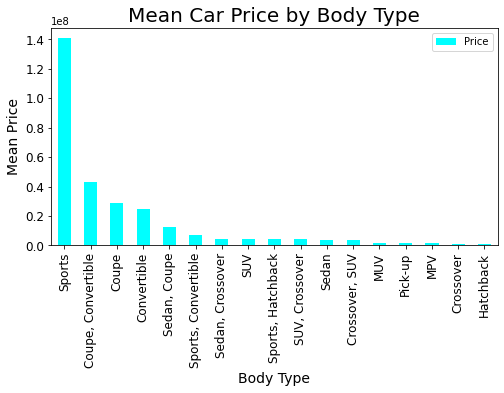 Mean Car Price by Body Type
1e8
Price
Mean Price
1.4
1.2
1.0
0.8
0.6
0.4
0.2
0.0
Sports
Coupe, Convertible
Coupe
Convertible
Sedan, Coupe
Sports, Convertible
Sedan, Crossover
SUV
Sports, Hatchback
SUV, Crossover
Sedan
Crossover, SUV
MUV
Pick-up
MPV
Crossover
Hatchback
Body Type